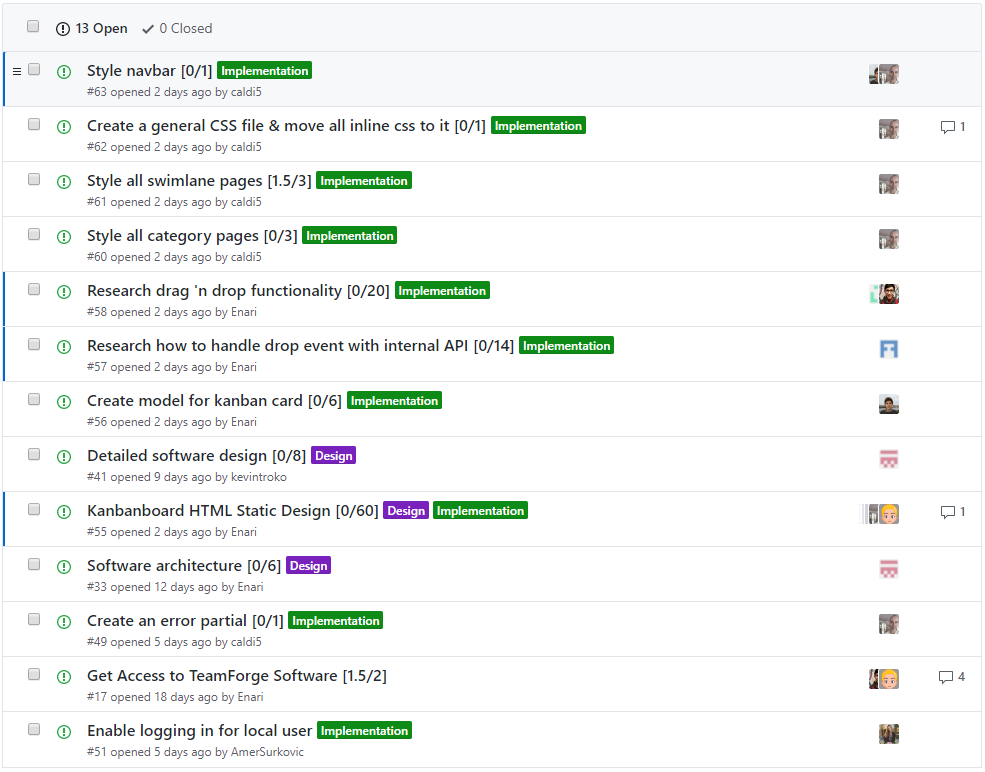 13 Open 0 Closed
Style navbar [0/1] Implementation
#63 opened 2 days ago by caldi5
Create a general CSS file & move all inline css to it [0/1] Implementation 1
#62 opened 2 days ago by caldi5
Style all swimlane pages [1.5/3] Implementation
#61 opened 2 days ago by caldi5
Style all category pages [0/3] Implementation
#60 opened 2 days ago by caldi5
Research drag 'n drop functionality [0/20] Implementation
#58 opened 2 days ago by Enari
Research how to handle drop event with internal API [0/14] Implementation
#57 opened 2 days ago by Enari
Create model for kanban card [0/6] Implementation
#56 opened 2 days ago by Enari
Detailed software design [0/8] Design
#41 opened 9 days ago by kevintroko
Kanbanboard HTML Static Design [0/60] Design Implementation 1
#55 opened 2 days ago by Enari
Software architecture [0/6] Design
#33 opened 12 days ago by Enari
Create an error partial [0/1] Implementation
#49 opened 5 days ago by caldi5
Get Access to TeamForge Software [1.5/2] 4
#17 opened 18 days ago by Enari
Enable logging in for local user Implementation
#51 opened 5 days ago by AmerSurkovic